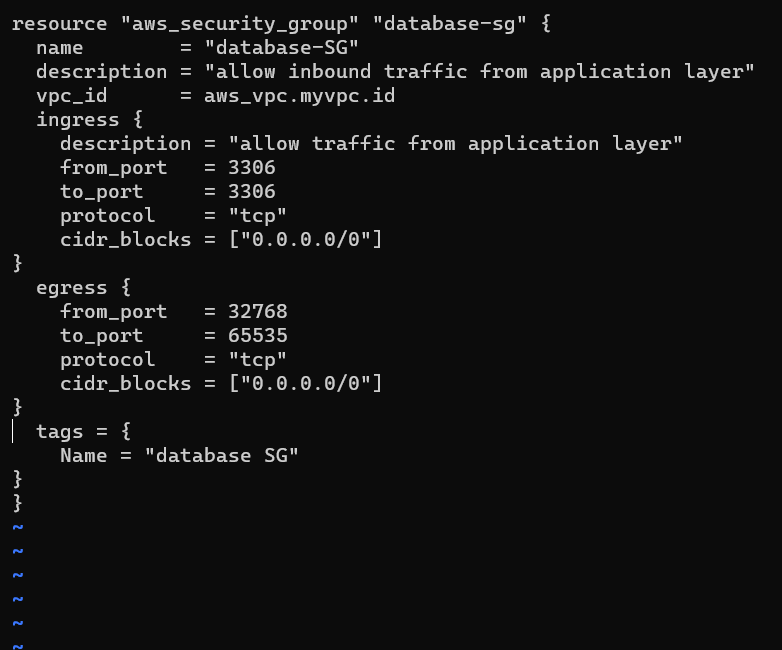 resource "aws_security_group" "database-sg" {
  name        = "database-SG"
  description = "allow inbound traffic from application layer"
  vpc_id      = aws_vpc.myvpc.id
  ingress {
    description = "allow traffic from application layer"
    from_port   = 3306
    to_port     = 3306
    protocol    = "tcp"
    cidr_blocks = ["0.0.0.0/0"]
}
  egress {
    from_port   = 32768
    to_port     = 65535
    protocol    = "tcp"
    cidr_blocks = ["0.0.0.0/0"]
}
  tags = {
    Name = "database SG"
}
}
~
~
~
~
~
~